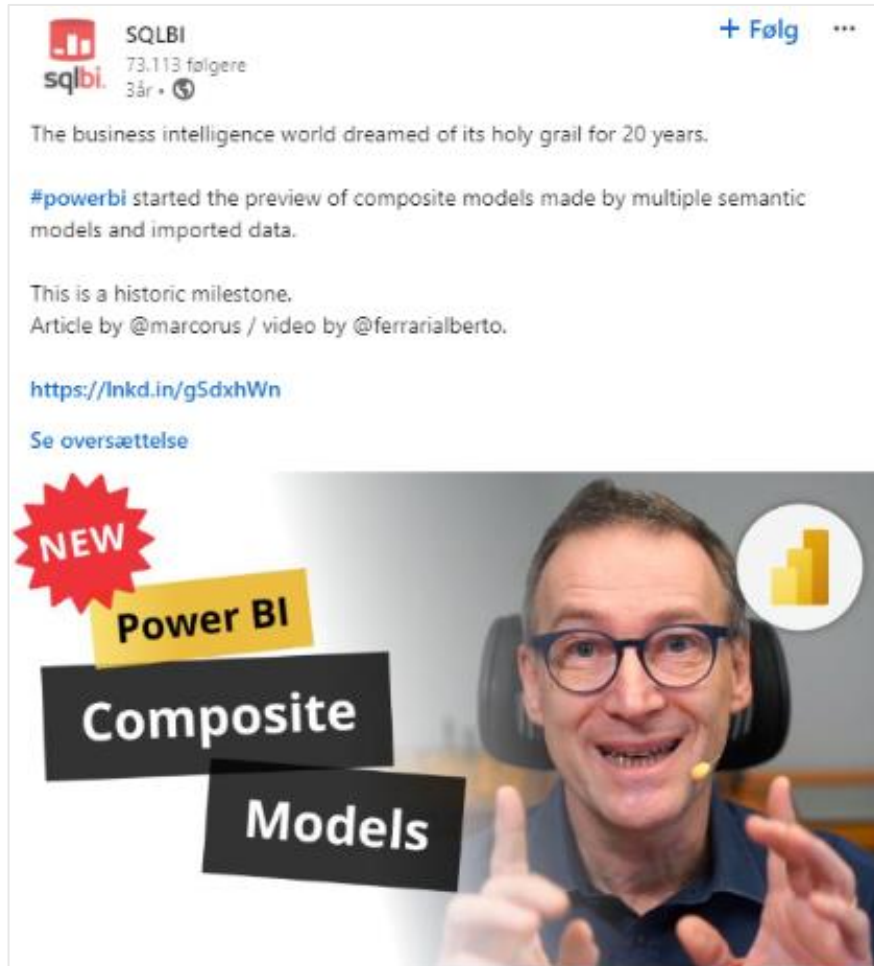 SQLBI
+ Følg ...
73.113 følgere
3år •
sqlbi.
The business intelligence world dreamed of its holy grail for 20 years.
#powerbi started the preview of composite models made by multiple semantic
models and imported data.
This is a historic milestone.
Article by @marcorus / video by @ferrarialberto.
https://lnkd.in/gSdxhWn
Se oversættelse
NEW
Power BI
Composite
Models